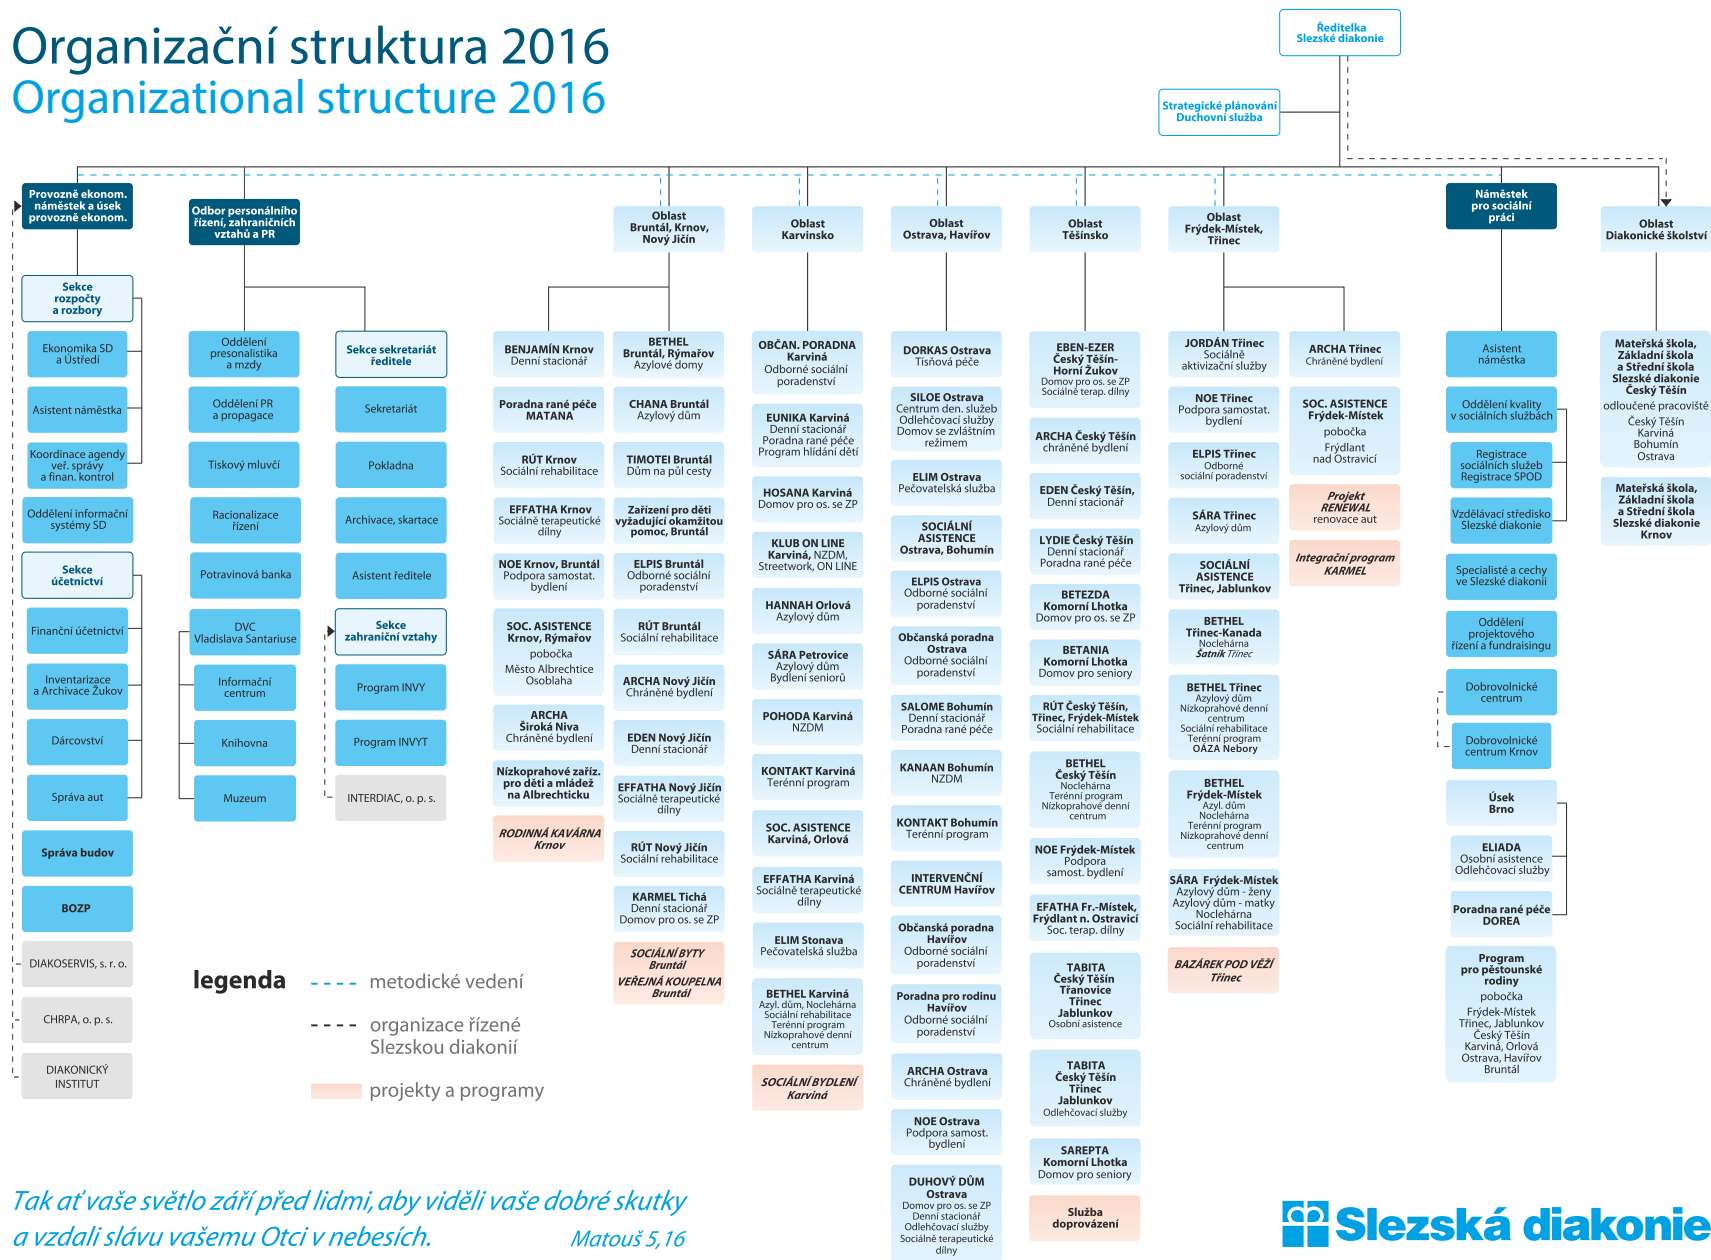 Organizační struktura 2016
Organizational structure 2016
Ředitelka
Slezské diakonie
Strategické plánování
Duchovní služba
Provozně ekonom.
náměstek a úsek
provozně ekonom.
Sekce
rozpočty
a rozbory
Ekonomika SD
a Ústředí
Asistent náměstka
Koordinace agendy
veř. správy
a finan. kontrol
Oddělení informační
systémy SD
Sekce
účetnictví
Finanční účetnictví
Inventarizace
a Archivace Žukov
Dárcovství
Správa aut
Správa budov
BOZP
DIAKOSERVIS, s. r. o.
CHRPA, o. p. s.
DIAKONICKÝ
INSTITUT
Odbor personálního
řízení, zahraničních
vztahů a PR
Oddělení
presonalistika
a mzdy
Oddělení PR
a propagace
Tiskový mluvčí
Racionalizace
řízení
Potravinová banka
DVC
Vladislava Santariuse
Informační
centrum
Knihovna
Muzeum
Sekce sekretariát
ředitele
Sekretariát
Pokladna
Archivace, skartace
Asistent ředitele
Sekce
zahraniční vztahy
Program INVY
Program INVYT
INTERDIAC, o. p. s.
Oblast
Bruntál, Krnov,
Nový Jičín
BENJAMÍN Krnov
Denní stacionář
Poradna rané péče
MATANA
RÚT Krnov
Sociální rehabilitace
EFFATHA Krnov
Sociálně terapeutické
dílny
NOE Krnov, Bruntál
Podpora samostat.
bydlení
SOC. ASISTENCE
Krnov, Rýmařov
pobočka
Město Albrechtice
Osoblaha
ARCHA
Široká Niva
Chráněné bydlení
Nízkoprahové zaříz.
pro děti a mládež
na Albrechticku
RODINNÁ KAVÁRNA
Krnov
BETHEL
Bruntál, Rýmařov
Azylové domy
CHANA Bruntál
Azylový dům
TIMOTEI Bruntál
Dům na půl cesty
Zařízení pro děti
vyžadující okamžitou
pomoc, Bruntál
ELPIS Bruntál
Odborné sociální
poradenství
RÚT Bruntál
Sociální rehabilitace
ARCHA Nový Jičín
Chráněné bydlení
EDEN Nový Jičín
Denní stacionář
EFFATHA Nový Jičín
Sociálně terapeutické
dílny
RÚT Nový Jičín
Sociální rehabilitace
KARMEL Tichá
Denní stacionář
Domov pro os. se ZP
SOCIÁLNÍ BYTY
Bruntál
VEŘEJNÁ KOUPELNA
Bruntál
Oblast
Karvinsko
OBČAN. PORADNA
Karviná
Odborné sociální
poradenství
EUNIKA Karviná
Denní stacionář
Poradna rané péče
Program hlídání dětí
HOSANA Karviná
Domov pro os. se ZP
KLUB ON LINE
Karviná, NZDM,
Streetwork, ON LINE
HANNAH Orlová
Azylový dům
SÁRA Petrovice
Azylový dům
Bydlení seniorů
POHODA Karviná
NZDM
KONTAKT Karviná
Terénní program
SOC. ASISTENCE
Karviná, Orlová
EFFATHA Karviná
Sociálně terapeutické
dílny
ELIM Stonava
Pečovatelská služba
BETHEL Karviná
Azyl. dům, Noclehárna
Sociální rehabilitace
Terénní program
Nízkoprahové denní
centrum
SOCIÁLNÍ BYDLENÍ
Karviná
Oblast
Ostrava, Havířov
DORKAS Ostrava
Tísňová péče
SILOE Ostrava
Centrum den. služeb
Odlehčovací služby
Domov se zvláštním
režimem
ELIM Ostrava
Pečovatelská služba
SOCIÁLNÍ
ASISTENCE
Ostrava, Bohumín
ELPIS Ostrava
Odborné sociální
poradenství
Občanská poradna
Ostrava
Odborné sociální
poradenství
SALOME Bohumín
Denní stacionář
Poradna rané péče
KANAAN Bohumín
NZDM
KONTAKT Bohumín
Terénní program
INTERVENČNÍ
CENTRUM Havířov
Občanská poradna
Havířov
Odborné sociální
poradenství
Poradna pro rodinu
Havířov
Odborné sociální
poradenství
ARCHA Ostrava
Chráněné bydlení
NOE Ostrava
Podpora samost.
bydlení
DUHOVÝ DŮM
Ostrava
Domov pro os. se ZP
Denní stacionář
Odlehčovací služby
Sociálně terapeutické
dílny
Oblast
Těšínsko
EBEN-EZER
Český Těšín-
Horní Žukov
Domov pro os. se ZP
Sociálně terap. dílny
ARCHA Český Těšín
chráněné bydlení
EDEN Český Těšín,
Denní stacionář
LYDIE Český Těšín
Denní stacionář
Poradna rané péče
BETEZDA
Komorní Lhotka
Domov pro os. se ZP
BETANIA
Komorní Lhotka
Domov pro seniory
RÚT Český Těšín,
Třinec, Frýdek-Místek
Sociální rehabilitace
BETHEL
Český Těšín
Noclehárna
Terénní program
Nízkoprahové denní
centrum
NOE Frýdek-Místek
Podpora
samost. bydlení
EFATHA Fr.-Místek,
Frýdlant n. Ostravicí
Soc. terap. dílny
TABITA
Český Těšín
Třanovice
Třinec
Jablunkov
Osobní asistence
TABITA
Český Těšín
Třinec
Jablunkov
Odlehčovací služby
SAREPTA
Komorní Lhotka
Domov pro seniory
Služba
doprovázení
Oblast
Frýdek-Místek,
Třinec
JORDÁN Třinec
Sociálně
aktivizační služby
NOE Třinec
Podpora samostat.
bydlení
ELPIS Třinec
Odborné
sociální poradenství
SÁRA Třinec
Azylový dům
SOCIÁLNÍ
ASISTENCE
Třinec, Jablunkov
BETHEL
Třinec-Kanada
Noclehárna
Šatník Třinec
BETHEL Třinec
Azylový dům
Nízkoprahové denní
centrum
Sociální rehabilitace
Terénní program
OÁZA Nebory
BETHEL
Frýdek-Místek
Azyl. dům
Noclehárna
Terénní program
Nízkoprahové denní
centrum
SÁRA Frýdek-Místek
Azylový dům - ženy
Azylový dům - matky
Noclehárna
Sociální rehabilitace
BAZÁREK POD VĚŽÍ
Třinec
ARCHA Třinec
Chráněné bydlení
SOC. ASISTENCE
Frýdek-Místek
pobočka
Frýdlant
nad Ostravicí
Projekt
RENEWAL
renovace aut
Integrační program
KARMEL
Náměstek
pro sociální
práci
Asistent
náměstka
Oddělení kvality
v sociálních službách
Registrace
sociálních služeb
Registrace SPOD
Vzdělávací středisko
Slezské diakonie
Specialisté a cechy
ve Slezské diakonii
Oddělení
projektového
řízení a fundraisingu
Dobrovolnické
centrum
Dobrovolnické
centrum Krnov
Úsek
Brno
ELIADA
Osobní asistence
Odlehčovací služby
Poradna rané péče
DOREA
Program
pro pěstounské
rodiny
pobočka
Frýdek-Místek
Třinec, Jablunkov
Český Těšín
Karviná, Orlová
Ostrava, Havířov
Bruntál
Oblast
Diakonické školství
Mateřská škola,
Základní škola
a Střední škola
Slezské diakonie
Český Těšín
odloučené pracoviště
Český Těšín
Karviná
Bohumín
Ostrava
Mateřská škola,
Základní škola
a Střední škola
Slezské diakonie
Krnov
legenda
metodické vedení
organizace řízené
Slezskou diakonií
projekty a programy
Tak ať vaše světlo září před lidmi, aby viděli vaše dobré skutky
a vzdali slávu vašemu Otci v nebesích.
Matouš 5,16
Slezská diakonie